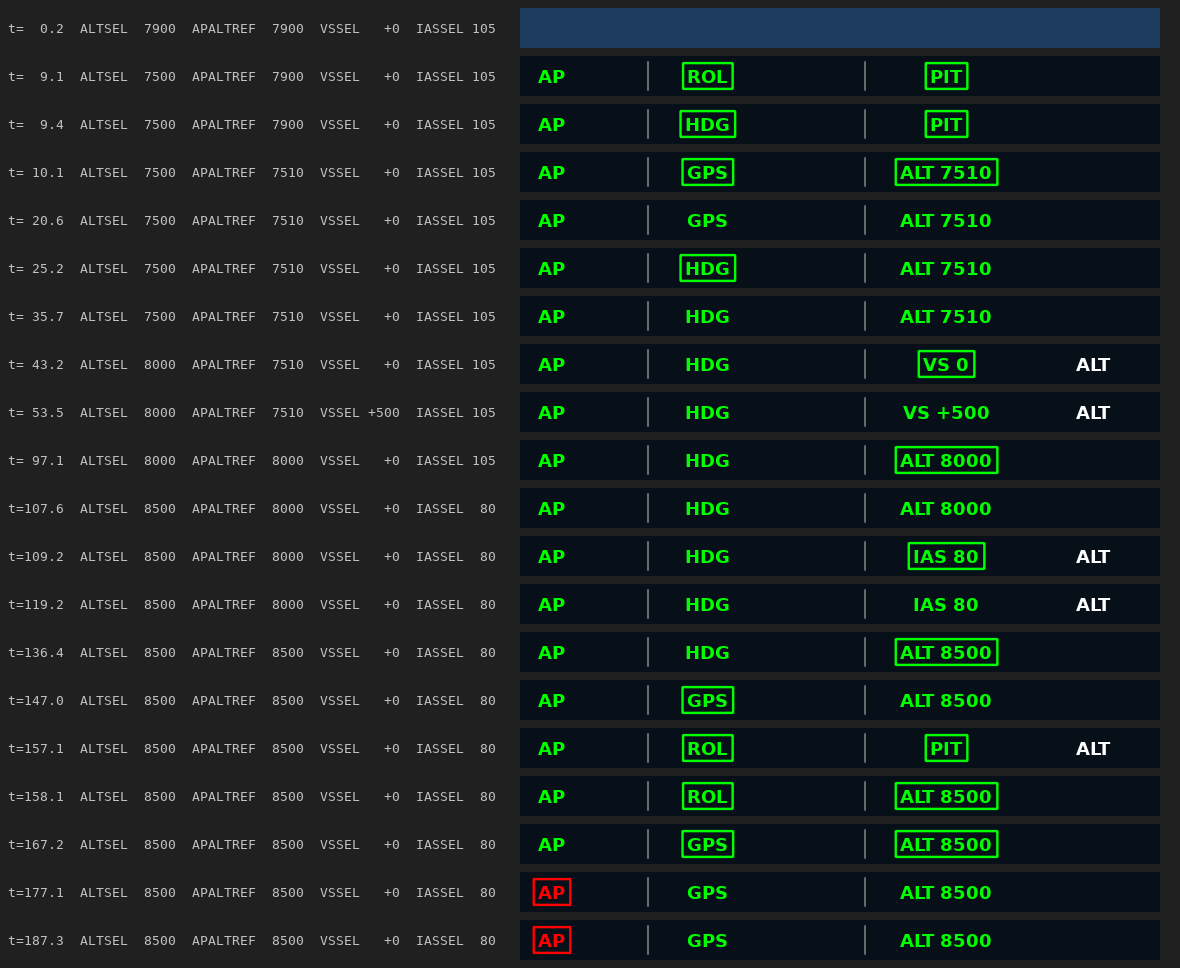 t=  0.2  ALTSEL  7900  APALTREF  7900  VSSEL   +0  IASSEL 105
t=  9.1  ALTSEL  7500  APALTREF  7900  VSSEL   +0  IASSEL 105 AP ROL PIT
t=  9.4  ALTSEL  7500  APALTREF  7900  VSSEL   +0  IASSEL 105 AP HDG PIT
t= 10.1  ALTSEL  7500  APALTREF  7510  VSSEL   +0  IASSEL 105 AP GPS ALT 7510
t= 20.6  ALTSEL  7500  APALTREF  7510  VSSEL   +0  IASSEL 105 AP GPS ALT 7510
t= 25.2  ALTSEL  7500  APALTREF  7510  VSSEL   +0  IASSEL 105 AP HDG ALT 7510
t= 35.7  ALTSEL  7500  APALTREF  7510  VSSEL   +0  IASSEL 105 AP HDG ALT 7510
t= 43.2  ALTSEL  8000  APALTREF  7510  VSSEL   +0  IASSEL 105 AP HDG VS 0 ALT
t= 53.5  ALTSEL  8000  APALTREF  7510  VSSEL +500  IASSEL 105 AP HDG VS +500 ALT
t= 97.1  ALTSEL  8000  APALTREF  8000  VSSEL   +0  IASSEL 105 AP HDG ALT 8000
t=107.6  ALTSEL  8500  APALTREF  8000  VSSEL   +0  IASSEL  80 AP HDG ALT 8000
t=109.2  ALTSEL  8500  APALTREF  8000  VSSEL   +0  IASSEL  80 AP HDG IAS 80 ALT
t=119.2  ALTSEL  8500  APALTREF  8000  VSSEL   +0  IASSEL  80 AP HDG IAS 80 ALT
t=136.4  ALTSEL  8500  APALTREF  8500  VSSEL   +0  IASSEL  80 AP HDG ALT 8500
t=147.0  ALTSEL  8500  APALTREF  8500  VSSEL   +0  IASSEL  80 AP GPS ALT 8500
t=157.1  ALTSEL  8500  APALTREF  8500  VSSEL   +0  IASSEL  80 AP ROL PIT ALT
t=158.1  ALTSEL  8500  APALTREF  8500  VSSEL   +0  IASSEL  80 AP ROL ALT 8500
t=167.2  ALTSEL  8500  APALTREF  8500  VSSEL   +0  IASSEL  80 AP GPS ALT 8500
t=177.1  ALTSEL  8500  APALTREF  8500  VSSEL   +0  IASSEL  80 AP GPS ALT 8500
t=187.3  ALTSEL  8500  APALTREF  8500  VSSEL   +0  IASSEL  80 AP GPS ALT 8500